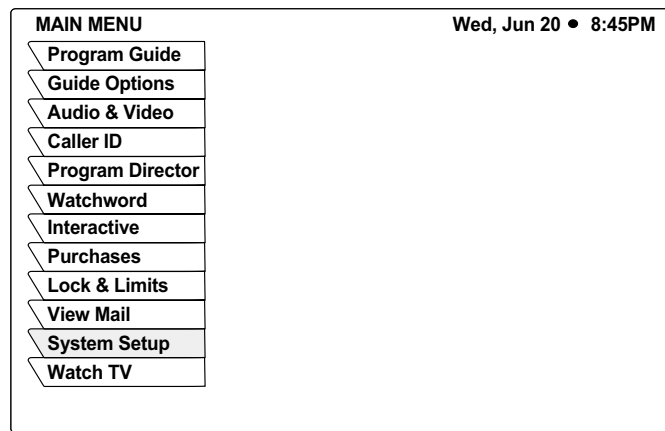 MAIN MENU Wed, Jun 20 ● 8:45PM
Program Guide
Guide Options
Audio & Video
Caller ID
Program Director
Watchword
Interactive
Purchases
Lock & Limits
View Mail
System Setup
Watch TV